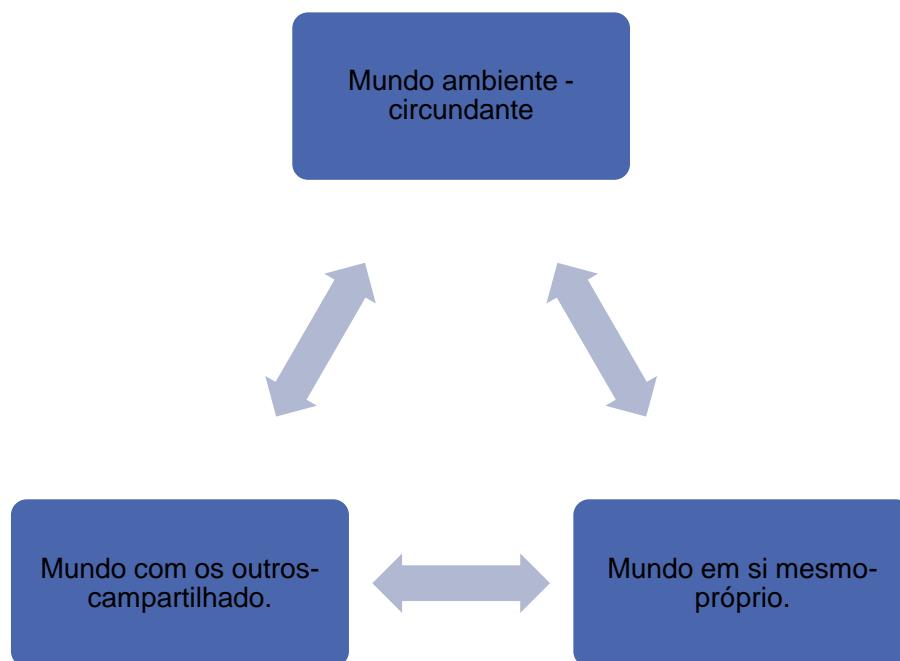 Mundo ambiente -
circundante
Mundo com os outros-
campartilhado.
Mundo em si mesmo-
próprio.